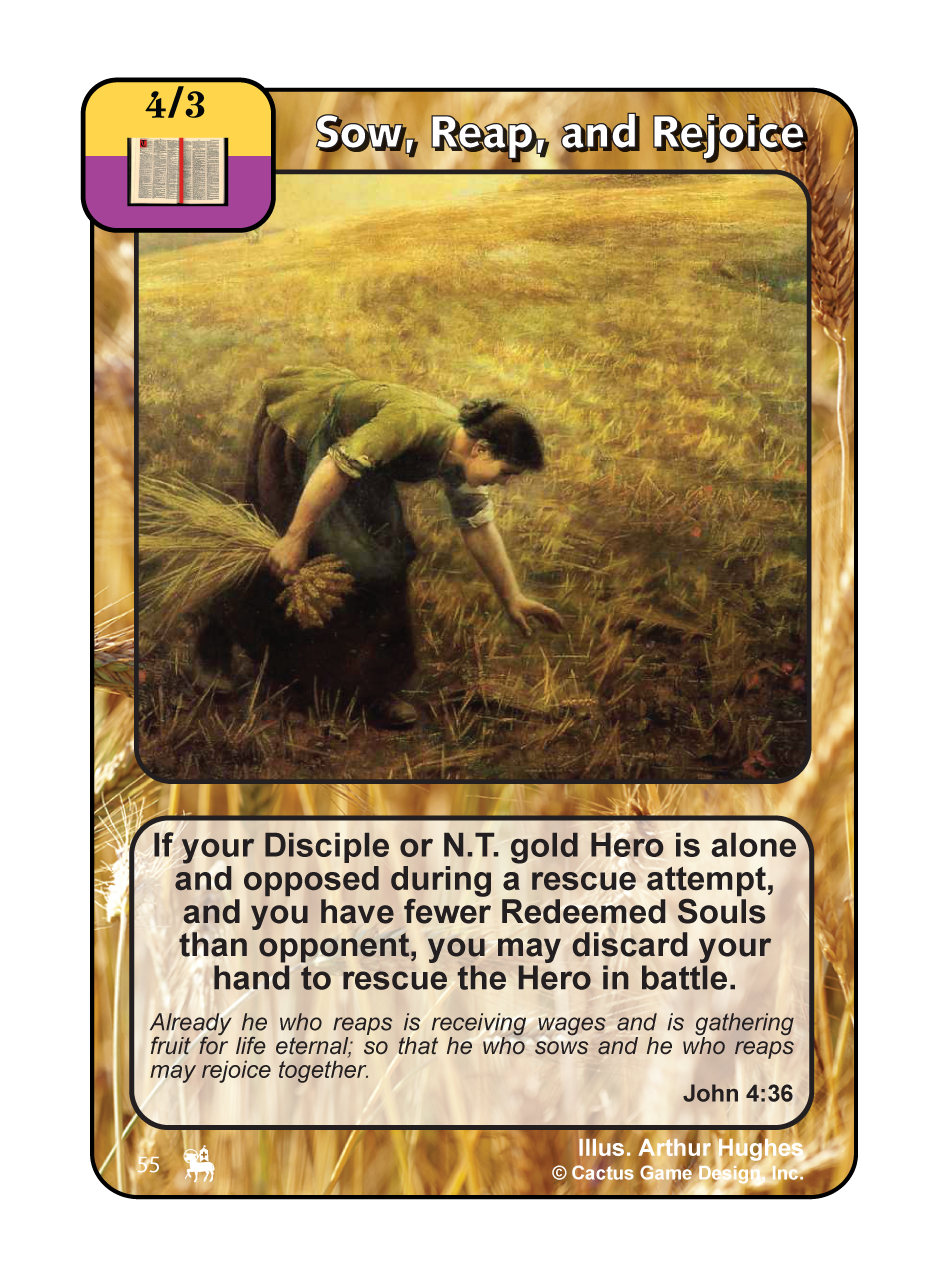 4/3
Sow, Reap, and Rejoice
If your Disciple or N.T. gold Hero is alone
and opposed during a rescue attempt,
and you have fewer Redeemed Souls
than opponent, you may discard your
hand to rescue the Hero in battle.
Already he who reaps is receiving wages and is gathering
fruit for life eternal; so that he who sows and he who reaps
may rejoice together.
John 4:36
55
Illus. Arthur Hughes
© Cactus Game Design, Inc.